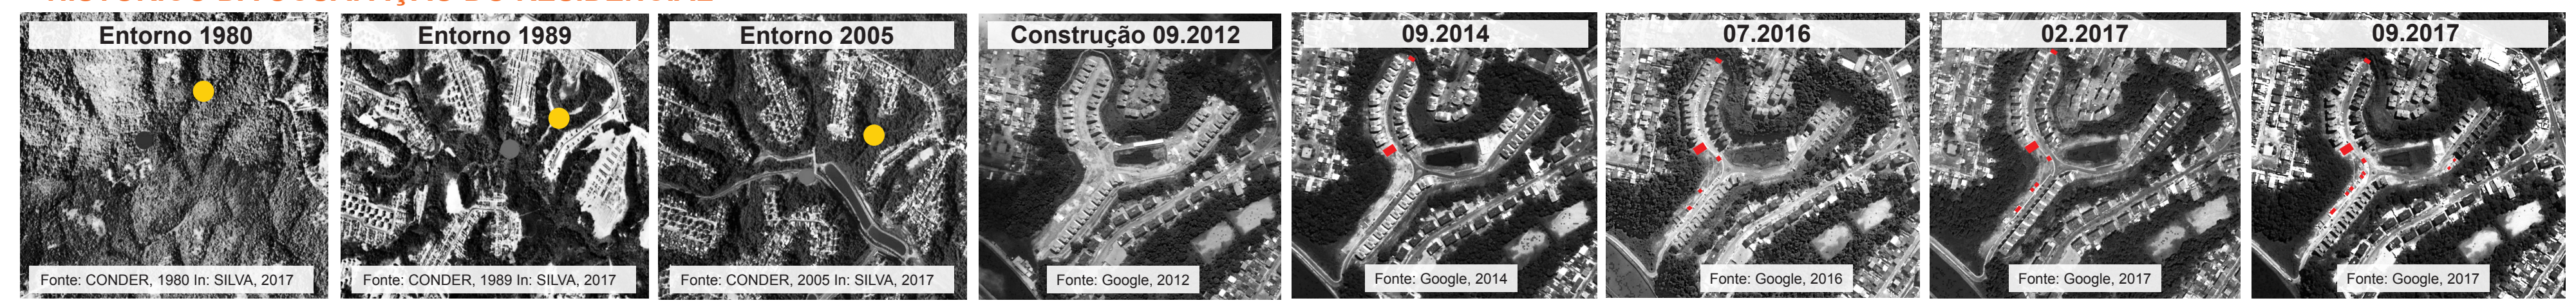 Entorno 1980
Entorno 1989
Entorno 2005
Construção 09.2012
09.2014
07.2016
02.2017
09.2017
Fonte: CONDER, 1980 In: SILVA, 2017
Fonte: CONDER, 1989 In: SILVA, 2017
Fonte: CONDER, 2005 In: SILVA, 2017
Fonte: Google, 2012
Fonte: Google, 2014
Fonte: Google, 2016
Fonte: Google, 2017
Fonte: Google, 2017